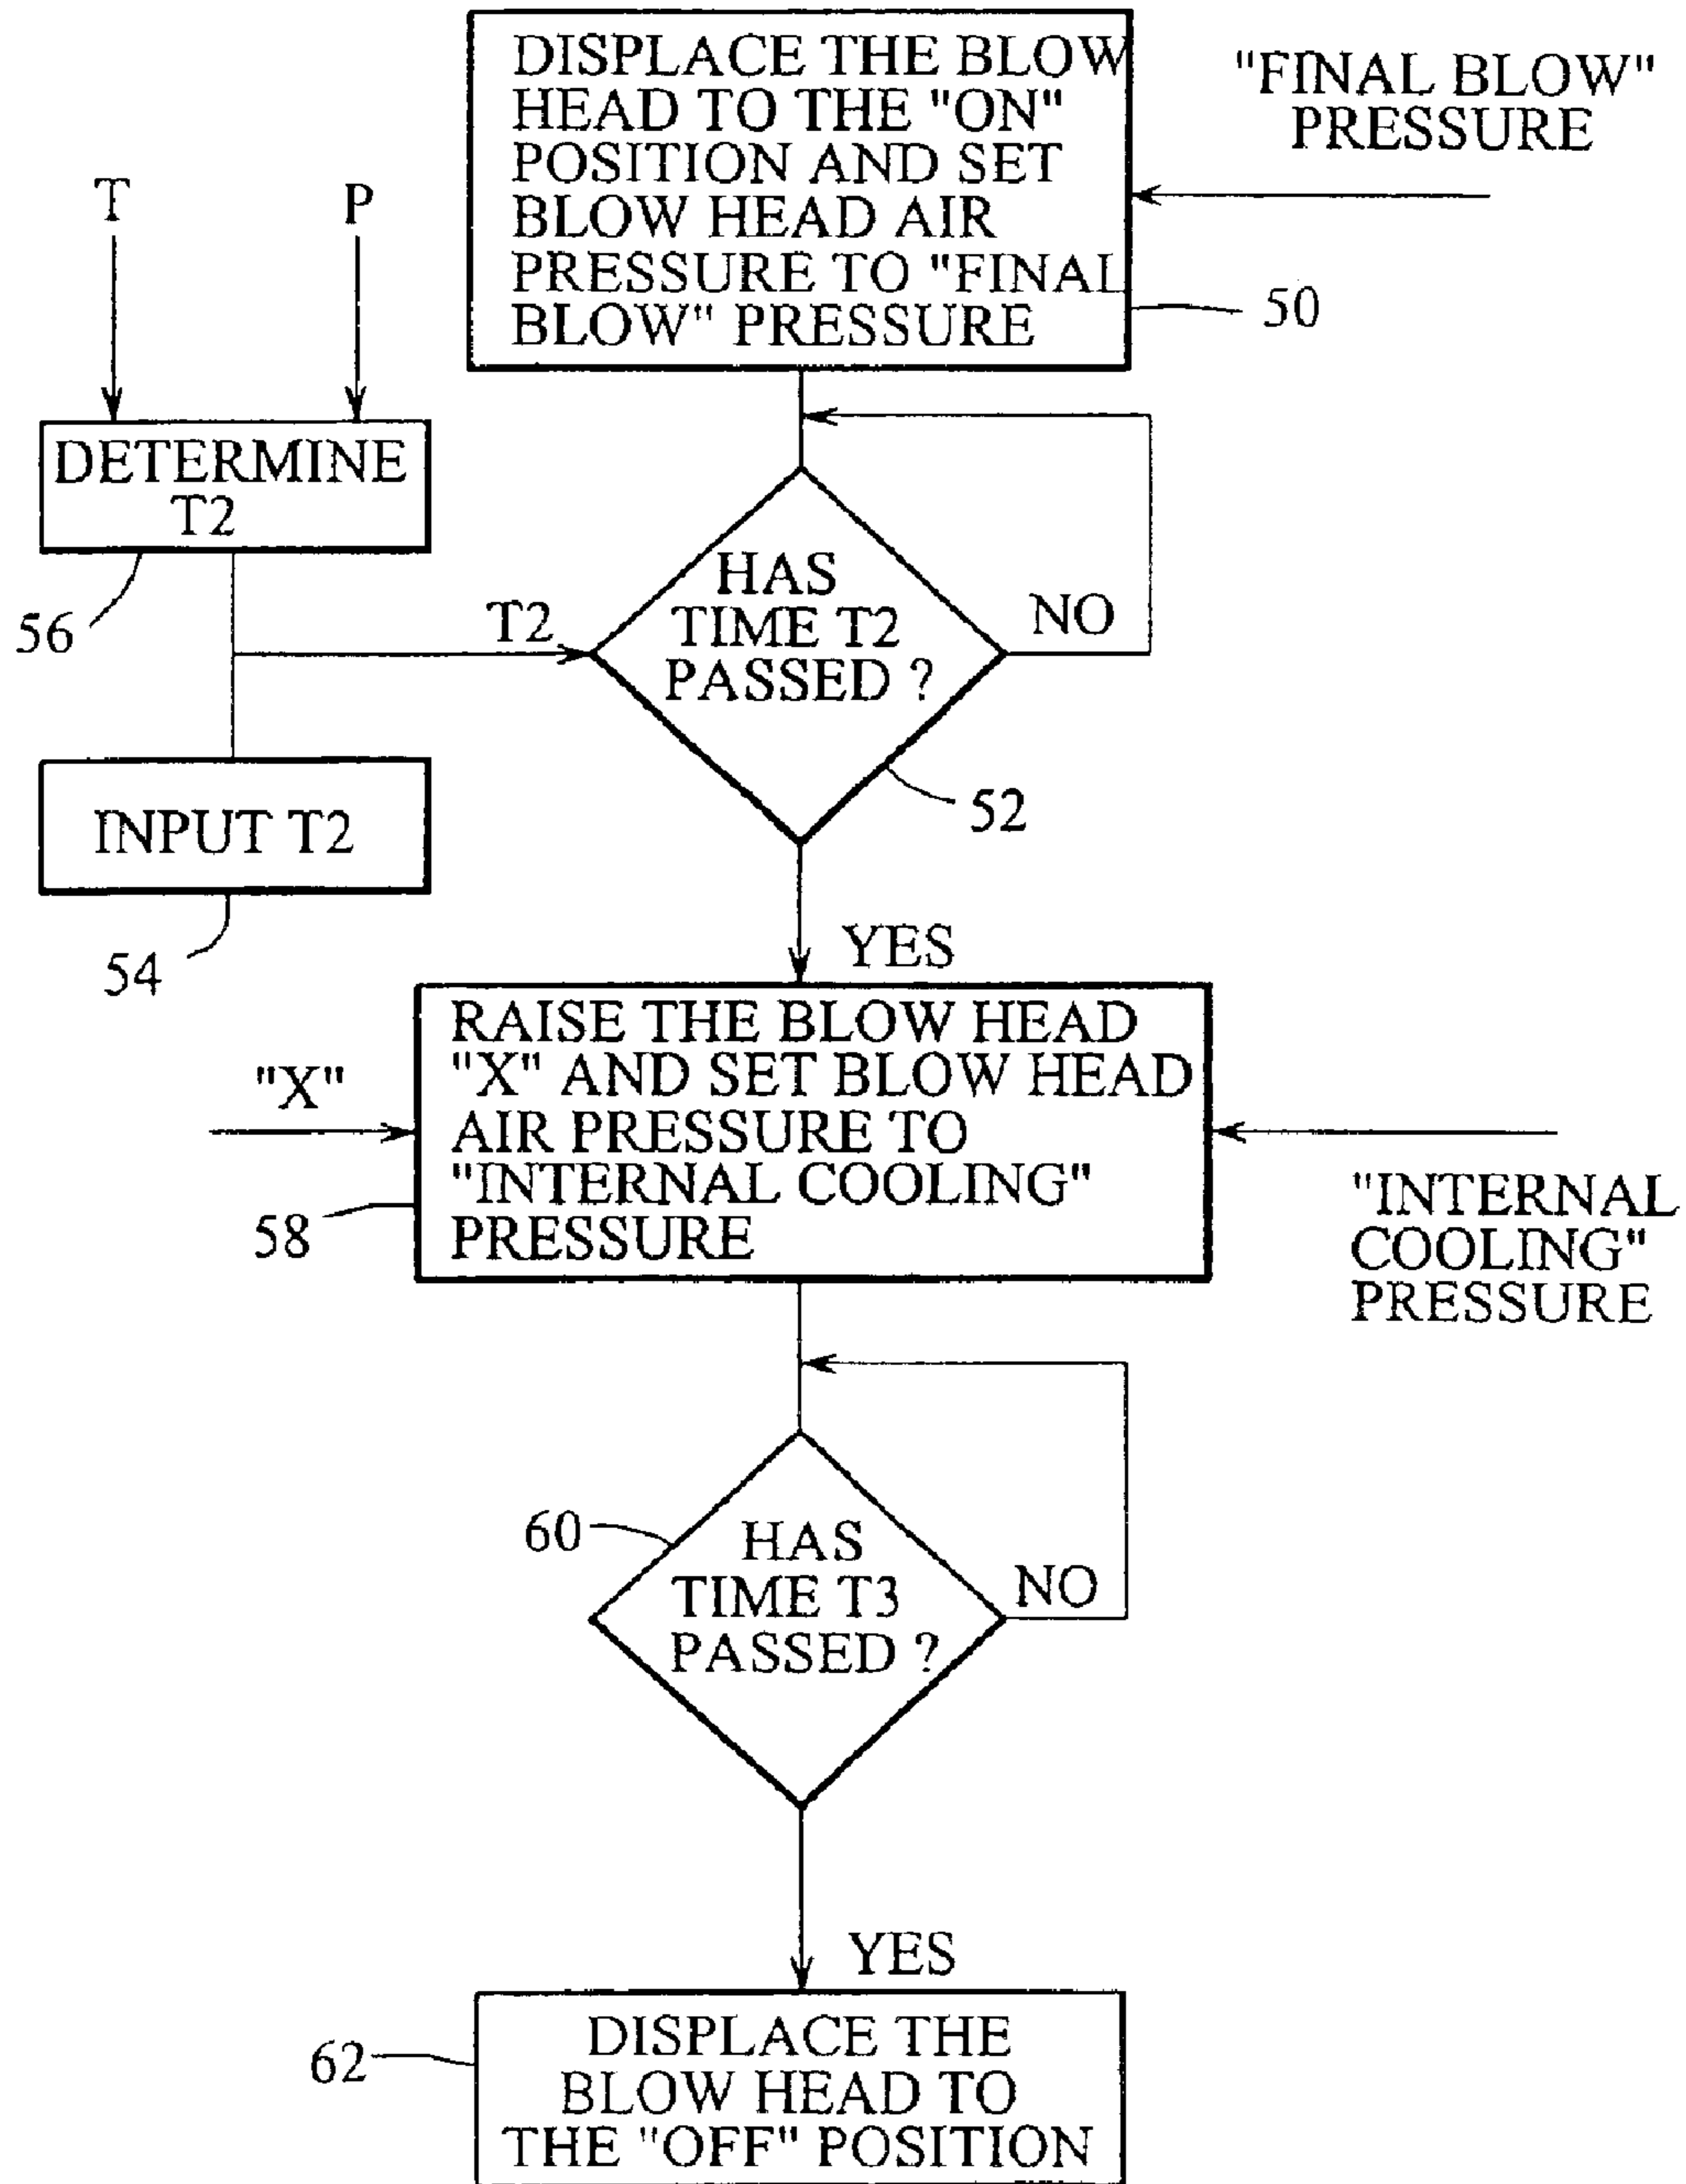 DISPLACE THE BLOW
HEAD TO THE "ON"
POSITION AND SET
BLOW HEAD AIR
PRESSURE TO "FINAL
BLOW" PRESSURE
"FINAL BLOW"
PRESSURE
50
T
P
DETERMINE
T2
56
T2
HAS
TIME T2
PASSED ?
NO
52
INPUT T2
54
YES
RAISE THE BLOW HEAD
"X" AND SET BLOW HEAD
AIR PRESSURE TO
"INTERNAL COOLING"
PRESSURE
"X"
58
"INTERNAL
COOLING"
PRESSURE
60
HAS
TIME T3
PASSED ?
NO
YES
62
DISPLACE THE
BLOW HEAD TO
THE "OFF" POSITION